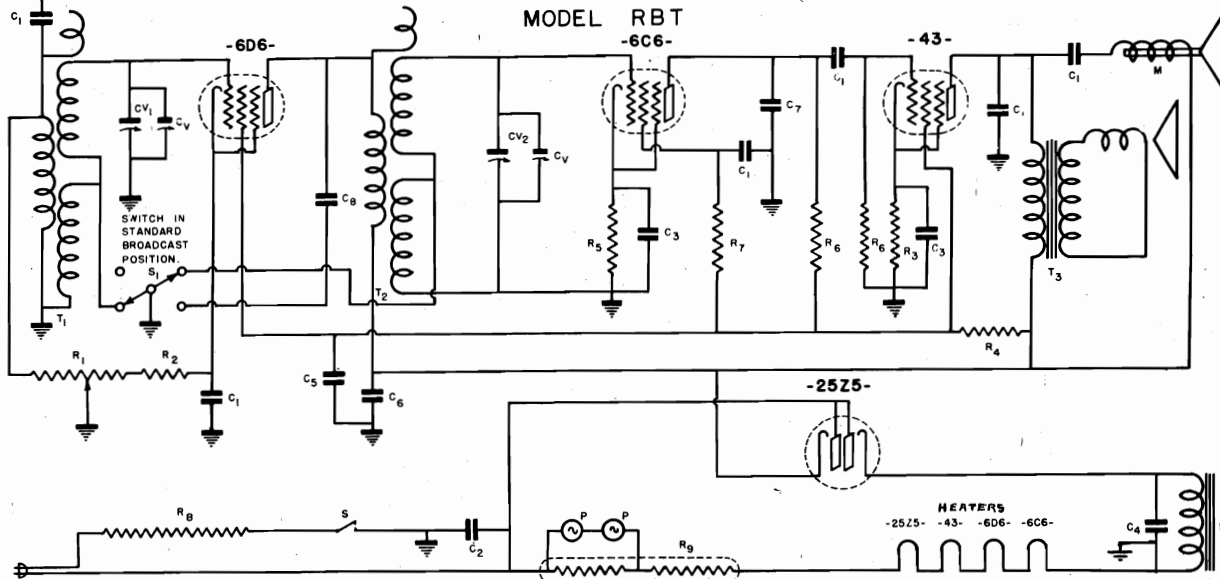 MODEL RBT
-6D6-
-6C6-
-43-
C1
CV1
CV
C8
CV2
CV
R5
C3
R7
C1
C7
R6
C1
R6
R3
C3
C1
C1
M
T3
SWITCH IN
STANDARD
BROADCAST
POSITION.
S1
T1
T2
R1
R2
C1
C5
C6
R4
-25Z5-
R8
S
C2
P
P
R9
HEATERS
-25Z5- -43- -6D6- -6C6-
C4